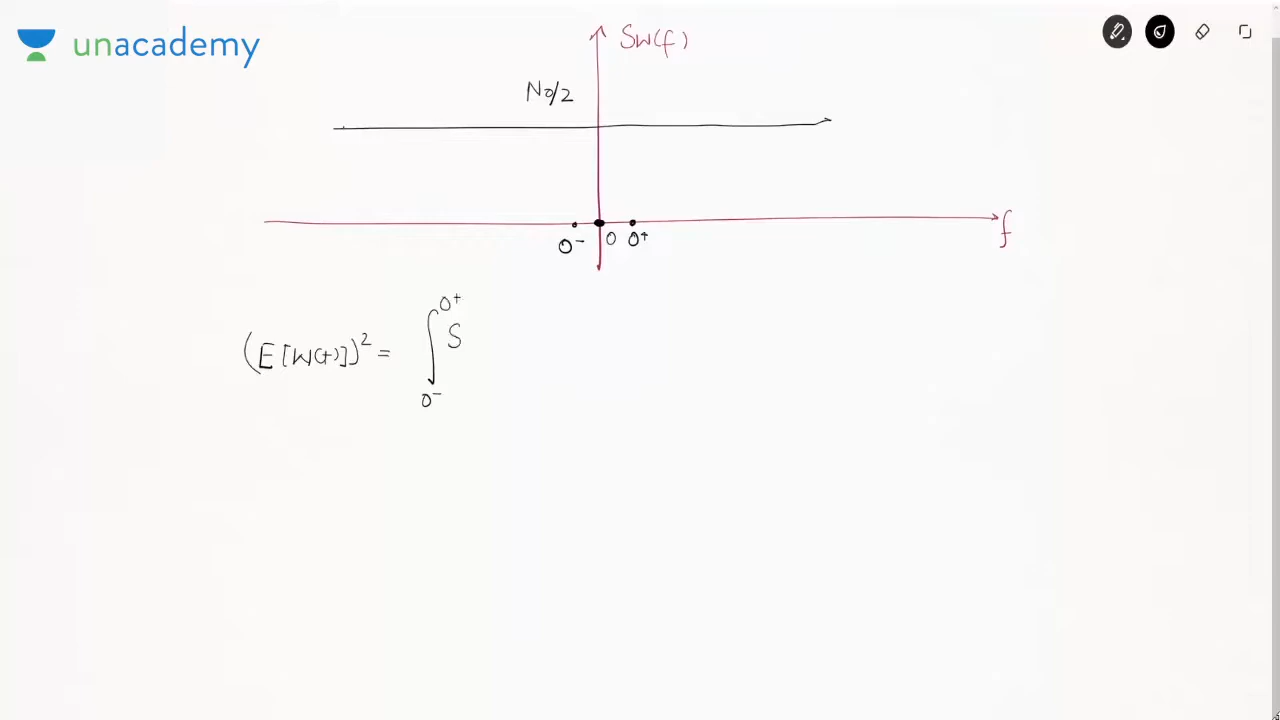 unacademy
SW(f)
No/2
f
0⁻ 0 0⁺
(E[W(t)])² = ∫₀₋⁰⁺ S